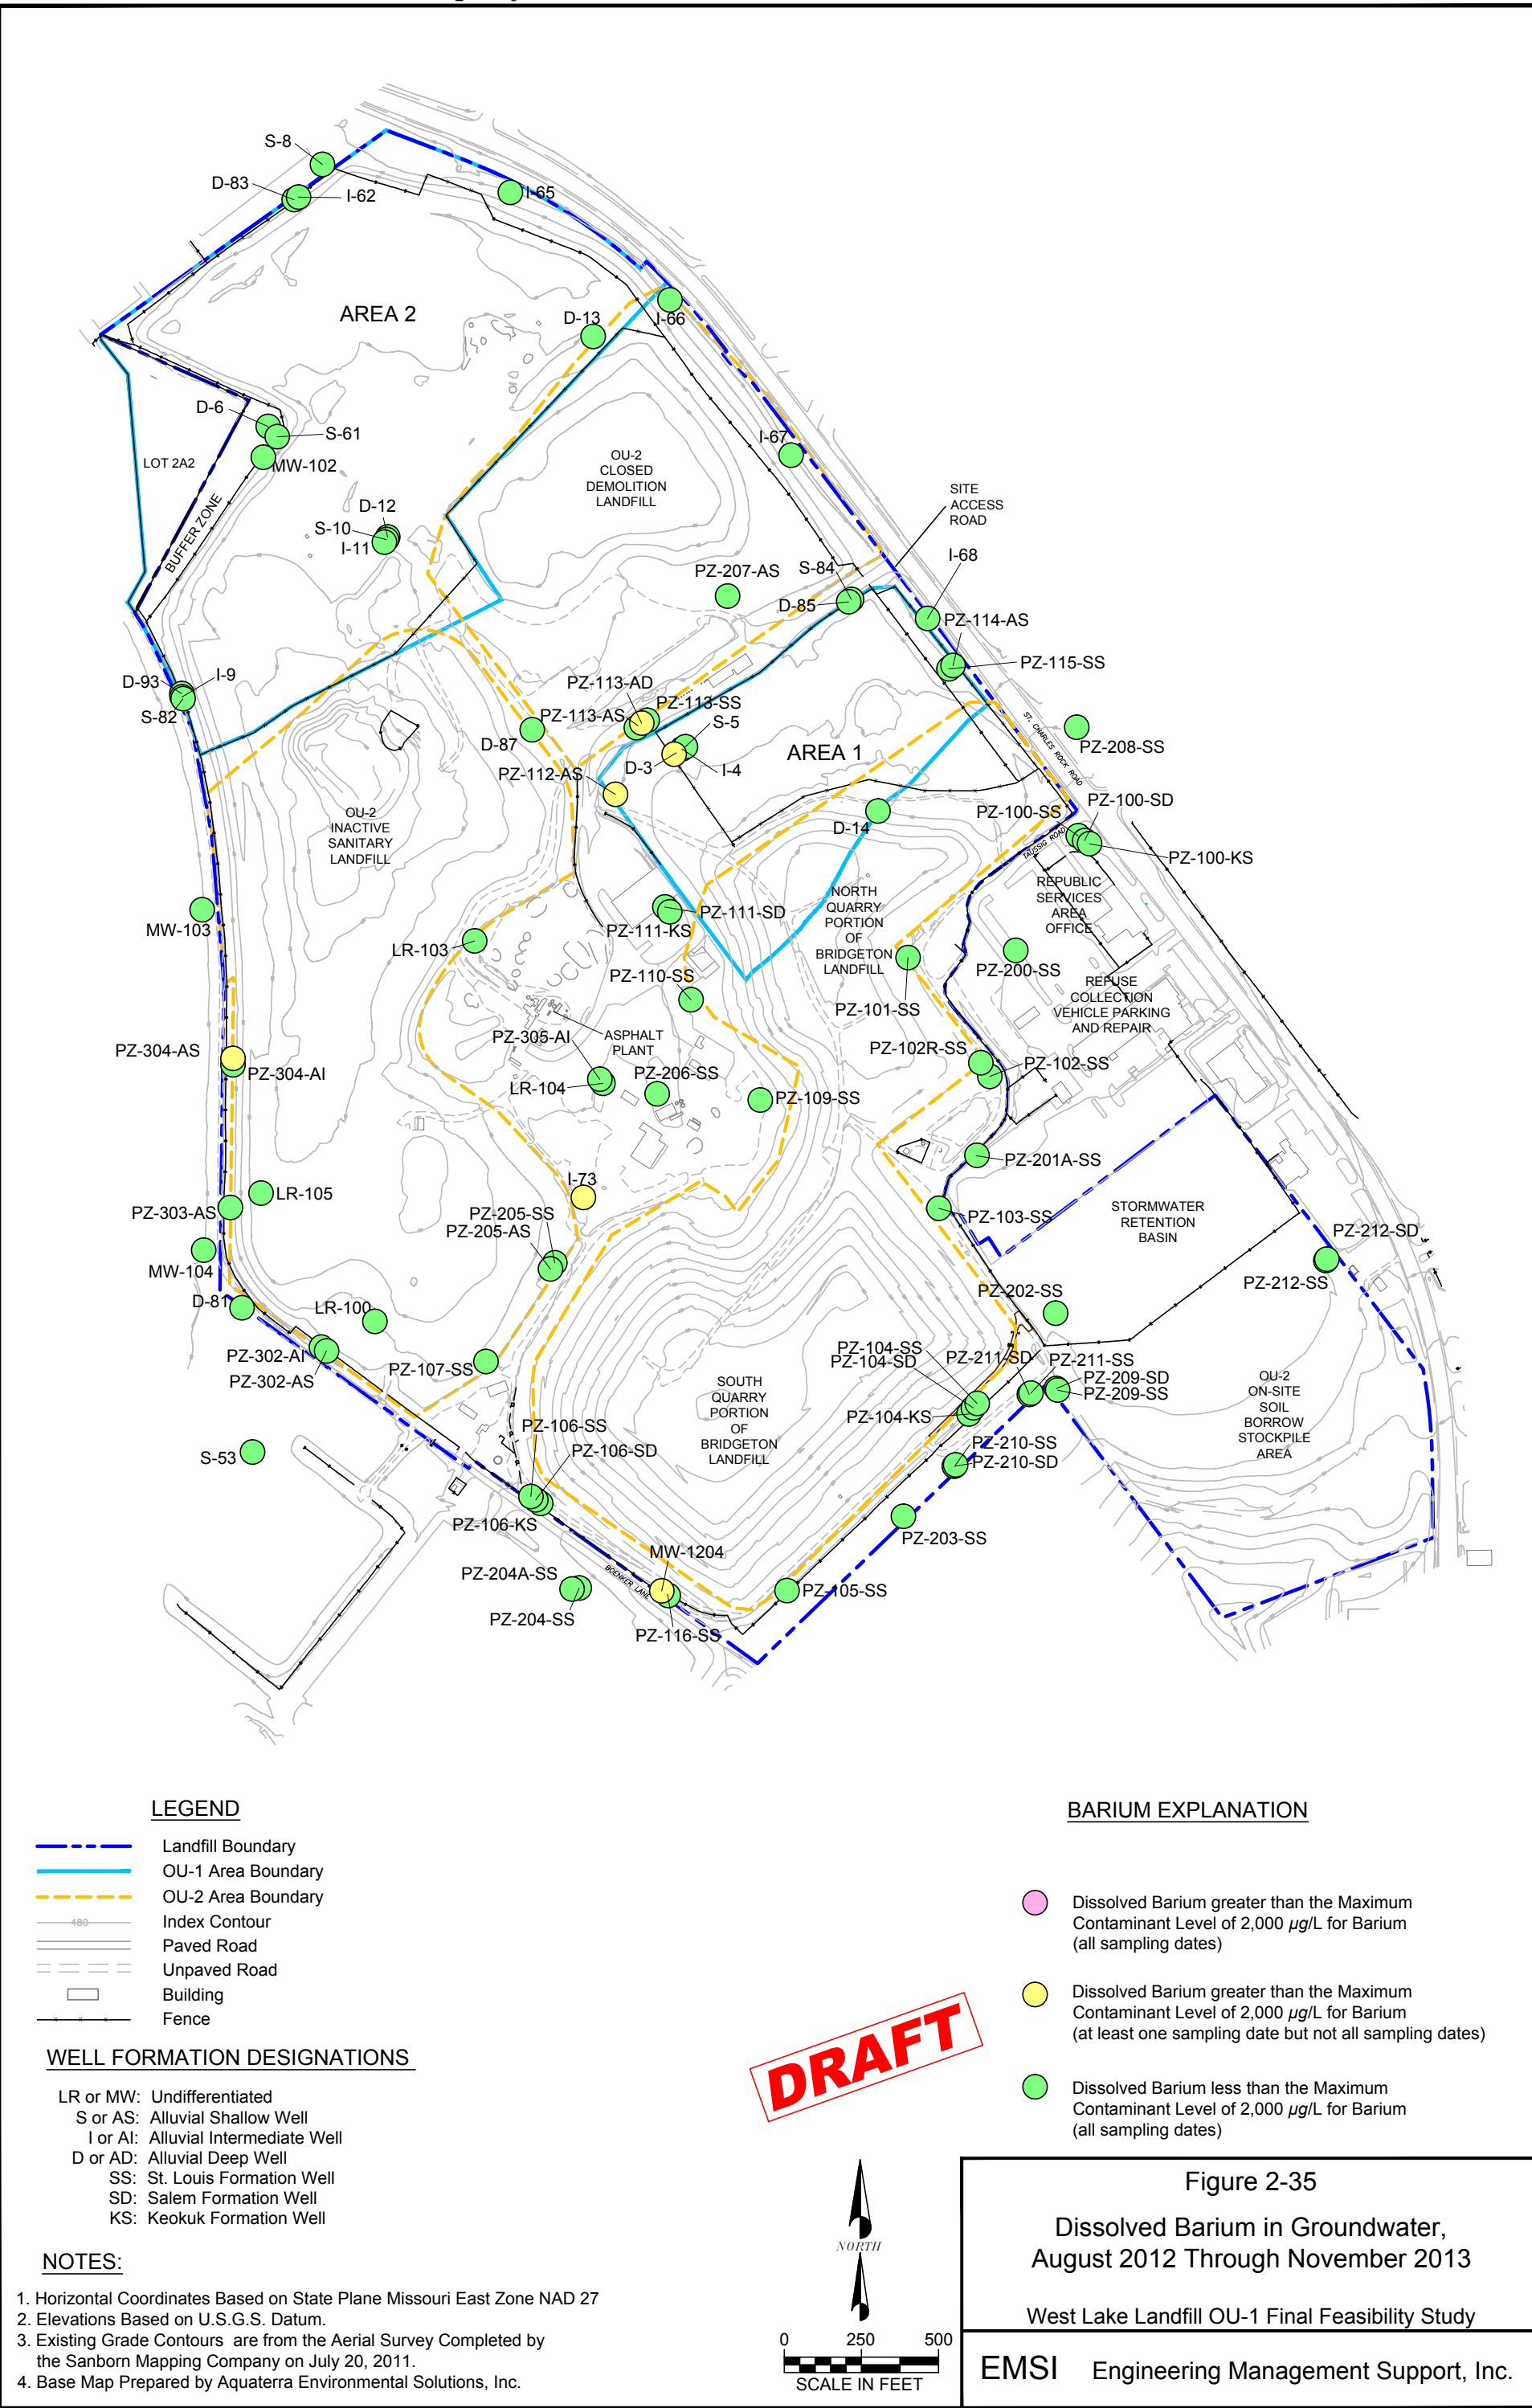 S-8
D-83
I-62
I-65
AREA 2
D-13
I-66
D-6
S-61
LOT 2A2
MW-102
BUFFER ZONE
I-67
OU-2
CLOSED
DEMOLITION
LANDFILL
SITE
ACCESS
ROAD
D-12
S-10
I-11
I-68
S-84
PZ-207-AS
D-85
PZ-114-AS
PZ-115-SS
D-93
I-9
S-82
PZ-113-AD
PZ-113-SS
PZ-113-AS
S-5
D-87
D-3
I-4
AREA 1
ST. CHARLES ROCK ROAD
PZ-208-SS
PZ-112-AS
D-14
PZ-100-SS
PZ-100-SD
TAUSSIG ROAD
PZ-100-KS
OU-2
INACTIVE
SANITARY
LANDFILL
REPUBLIC
SERVICES
AREA
OFFICE
NORTH
QUARRY
PORTION
OF
BRIDGETON
LANDFILL
MW-103
PZ-111-SD
PZ-111-KS
LR-103
PZ-200-SS
PZ-110-SS
PZ-101-SS
REFUSE
COLLECTION
VEHICLE PARKING
AND REPAIR
ASPHALT
PLANT
PZ-305-AI
PZ-304-AS
PZ-304-AI
PZ-102R-SS
PZ-102-SS
LR-104
PZ-206-SS
PZ-109-SS
PZ-201A-SS
I-73
LR-105
PZ-303-AS
PZ-205-SS
PZ-205-AS
PZ-103-SS
STORMWATER
RETENTION
BASIN
PZ-212-SD
PZ-212-SS
MW-104
D-81
LR-100
PZ-202-SS
PZ-302-AI
PZ-302-AS
PZ-107-SS
PZ-104-SS
PZ-104-SD
PZ-211-SD
PZ-211-SS
PZ-209-SD
PZ-209-SS
SOUTH
QUARRY
PORTION
OF
BRIDGETON
LANDFILL
OU-2
ON-SITE
SOIL
BORROW
STOCKPILE
AREA
PZ-104-KS
PZ-106-SS
PZ-106-SD
PZ-210-SS
PZ-210-SD
S-53
PZ-106-KS
PZ-203-SS
MW-1204
PZ-204A-SS
BOENKER LANE
PZ-105-SS
PZ-204-SS
PZ-116-SS
LEGEND
Landfill Boundary
OU-1 Area Boundary
OU-2 Area Boundary
480
Index Contour
Paved Road
Unpaved Road
Building
Fence
WELL FORMATION DESIGNATIONS
LR or MW: Undifferentiated
S or AS: Alluvial Shallow Well
I or AI: Alluvial Intermediate Well
D or AD: Alluvial Deep Well
SS: St. Louis Formation Well
SD: Salem Formation Well
KS: Keokuk Formation Well
NOTES:
1. Horizontal Coordinates Based on State Plane Missouri East Zone NAD 27
2. Elevations Based on U.S.G.S. Datum.
3. Existing Grade Contours are from the Aerial Survey Completed by
the Sanborn Mapping Company on July 20, 2011.
4. Base Map Prepared by Aquaterra Environmental Solutions, Inc.
BARIUM EXPLANATION
Dissolved Barium greater than the Maximum
Contaminant Level of 2,000 µg/L for Barium
(all sampling dates)
Dissolved Barium greater than the Maximum
Contaminant Level of 2,000 µg/L for Barium
(at least one sampling date but not all sampling dates)
Dissolved Barium less than the Maximum
Contaminant Level of 2,000 µg/L for Barium
(all sampling dates)
DRAFT
NORTH
0 250 500
SCALE IN FEET
Figure 2-35
Dissolved Barium in Groundwater,
August 2012 Through November 2013
West Lake Landfill OU-1 Final Feasibility Study
EMSI Engineering Management Support, Inc.